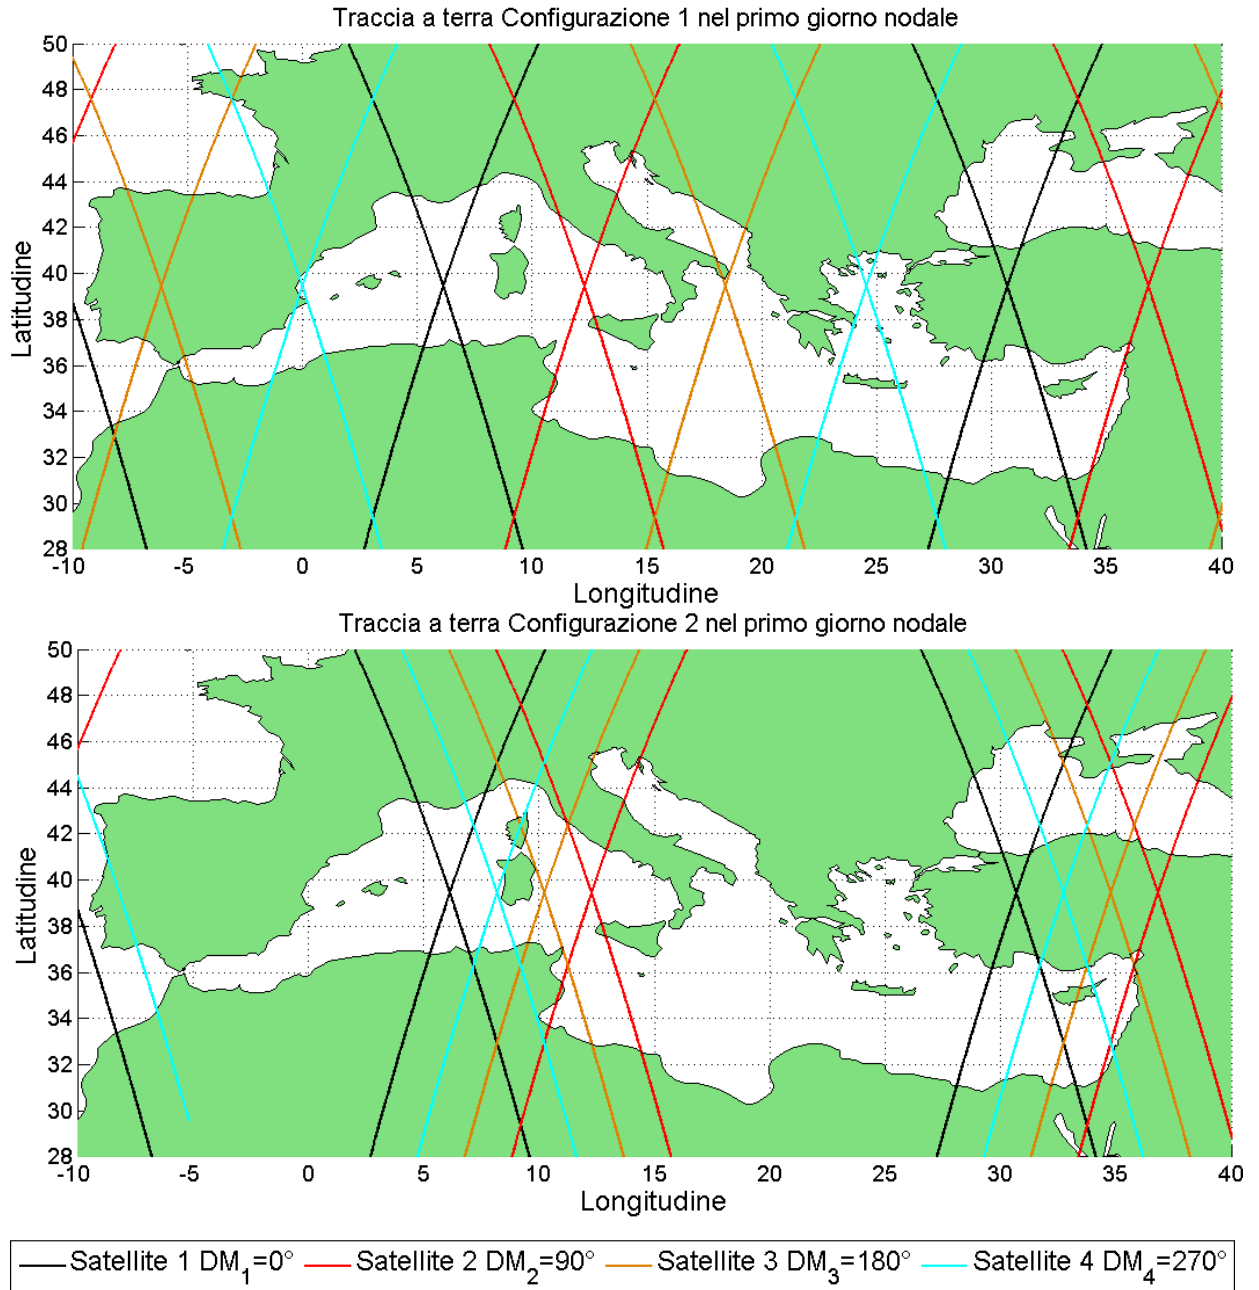 Traccia a terra Configurazione 1 nel primo giorno nodale
50
48
46
44
42
40
38
36
34
32
30
28
Latitudine
-10 -5 0 5 10 15 20 25 30 35 40
Longitudine
Traccia a terra Configurazione 2 nel primo giorno nodale
50
48
46
44
42
40
38
36
34
32
30
28
Latitudine
-10 -5 0 5 10 15 20 25 30 35 40
Longitudine
Satellite 1 DM₁=0° Satellite 2 DM₂=90° Satellite 3 DM₃=180° Satellite 4 DM₄=270°